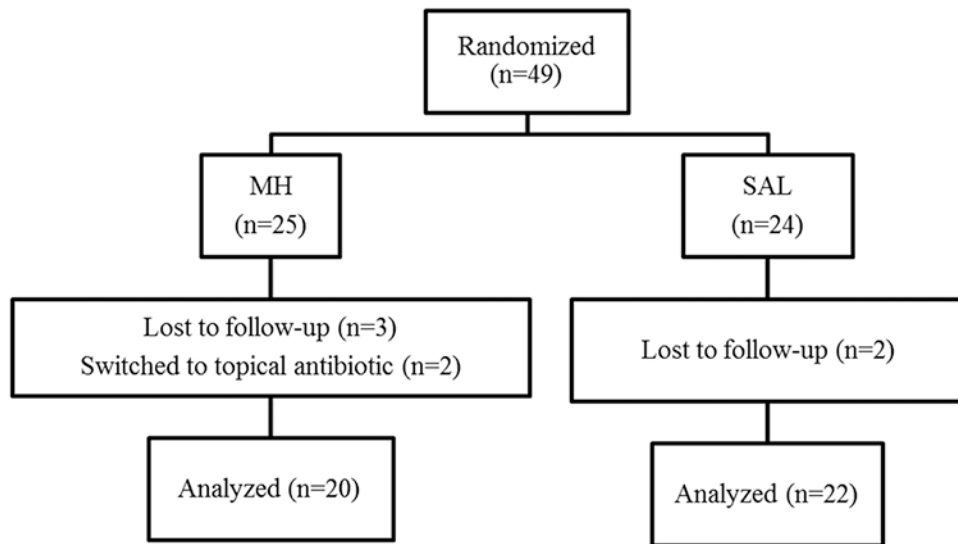 Randomized
(n=49)
MH
(n=25)
SAL
(n=24)
Lost to follow-up (n=3)
Switched to topical antibiotic (n=2)
Lost to follow-up (n=2)
Analyzed (n=20)
Analyzed (n=22)